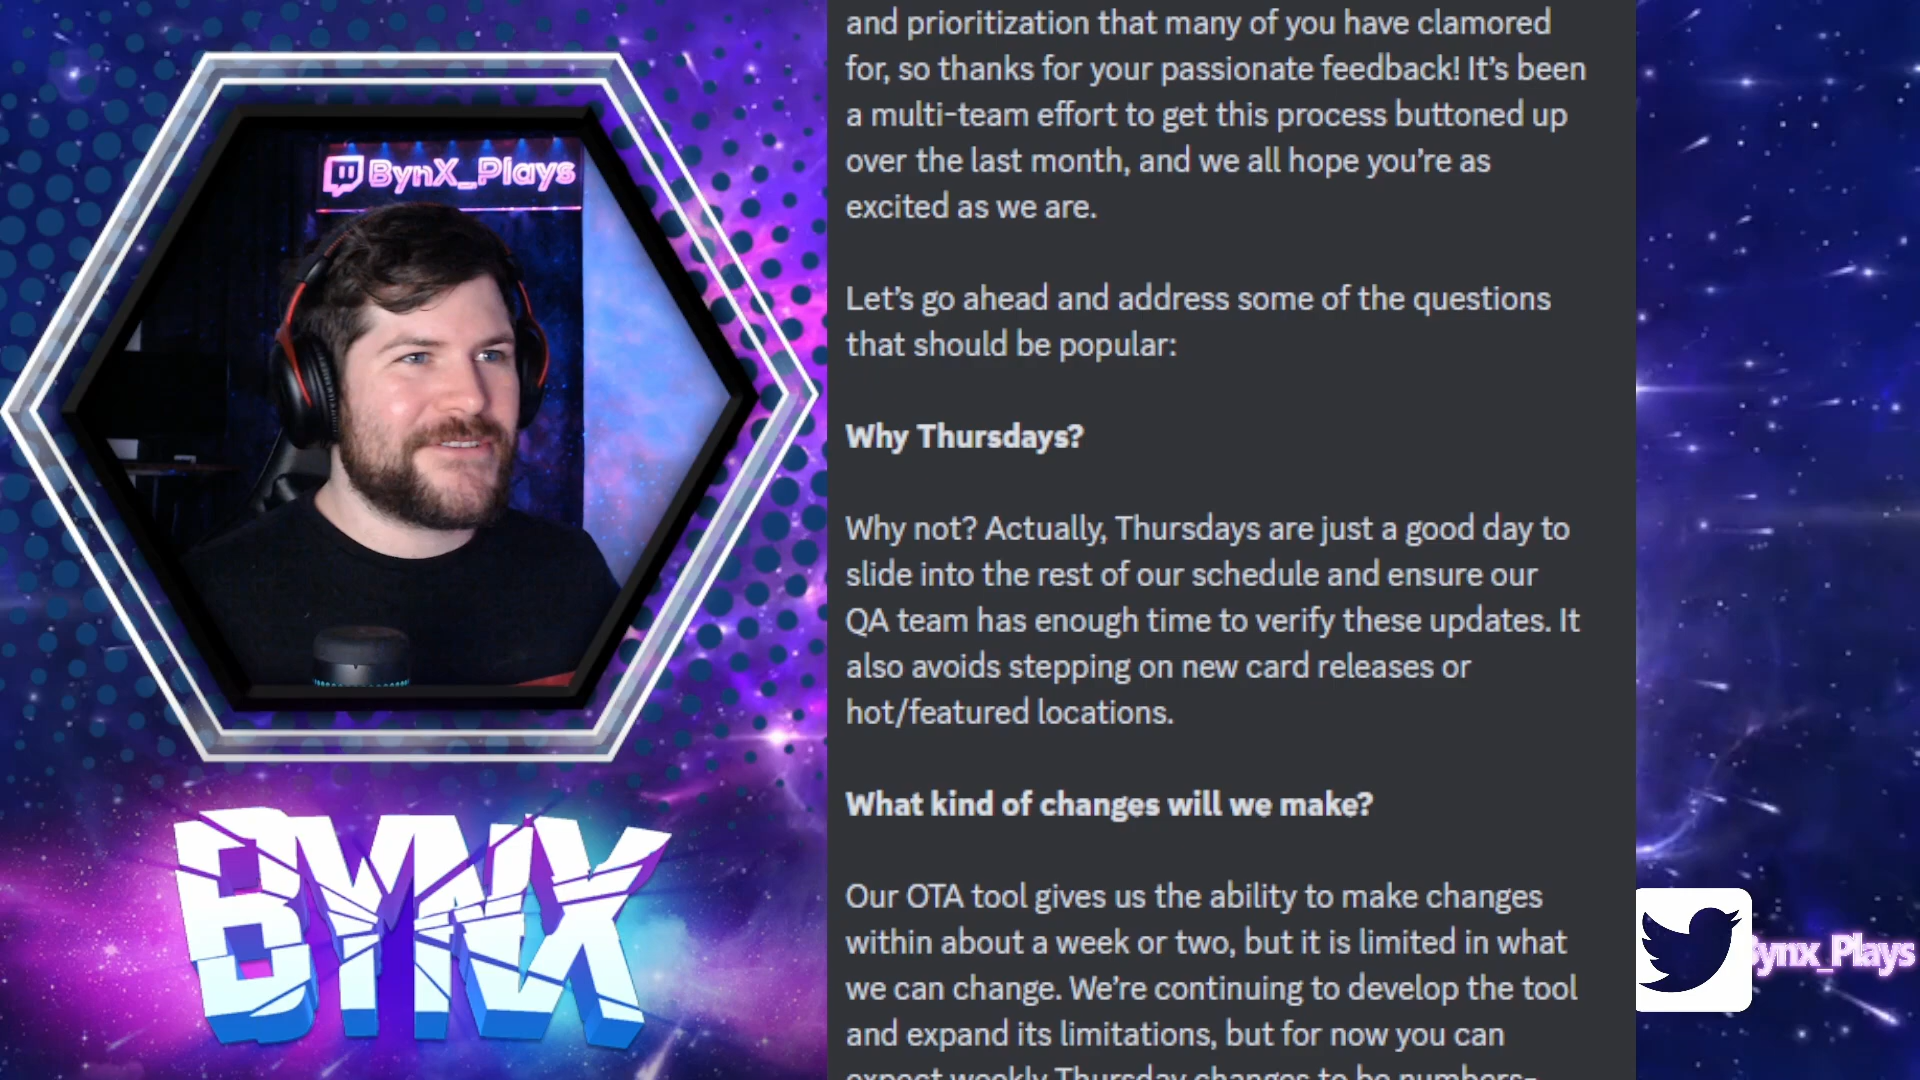 BynX_Plays
BYNX
and prioritization that many of you have clamored
for, so thanks for your passionate feedback! It’s been
a multi-team effort to get this process buttoned up
over the last month, and we all hope you’re as
excited as we are.
Let’s go ahead and address some of the questions
that should be popular:
Why Thursdays?
Why not? Actually, Thursdays are just a good day to
slide into the rest of our schedule and ensure our
QA team has enough time to verify these updates. It
also avoids stepping on new card releases or
hot/featured locations.
What kind of changes will we make?
Our OTA tool gives us the ability to make changes
within about a week or two, but it is limited in what
we can change. We’re continuing to develop the tool
and expand its limitations, but for now you can
expect weekly Thursday changes to be numbers-
ynx_Plays